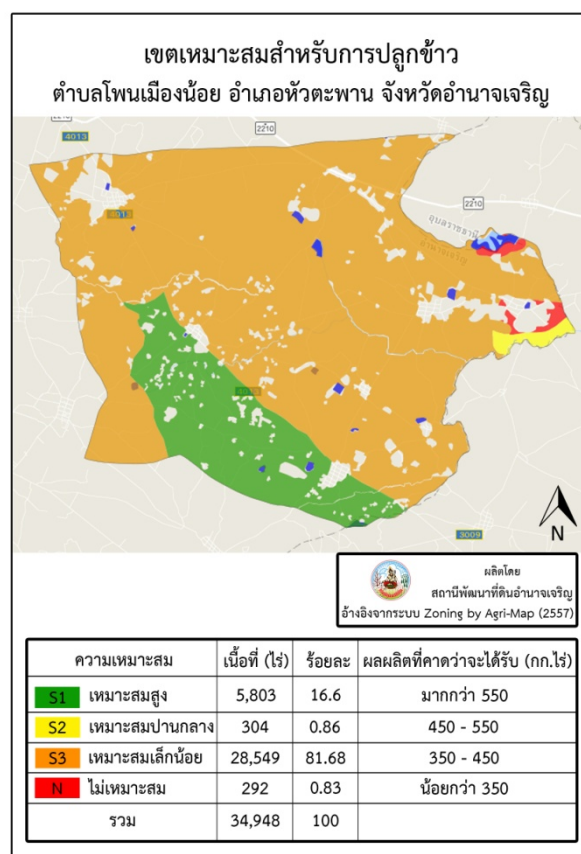 เขตเหมาะสมสำหรับการปลูกข้าว
ตำบลโพนเมืองน้อย อำเภอหัวตะพาน จังหวัดอำนาจเจริญ
2210
4013
2210
4013
2210
อุบลราชธานี
อำนาจเจริญ
3009
N
ผลิตโดย
สถานีพัฒนาที่ดินอำนาจเจริญ
อ้างอิงจากระบบ Zoning by Agri-Map (2557)
ความเหมาะสม เนื้อที่ (ไร่) ร้อยละ ผลผลิตที่คาดว่าจะได้รับ (กก.ไร่)
S1 เหมาะสมสูง 5,803 16.6 มากกว่า 550
S2 เหมาะสมปานกลาง 304 0.86 450 - 550
S3 เหมาะสมเล็กน้อย 28,549 81.68 350 - 450
N ไม่เหมาะสม 292 0.83 น้อยกว่า 350
รวม 34,948 100